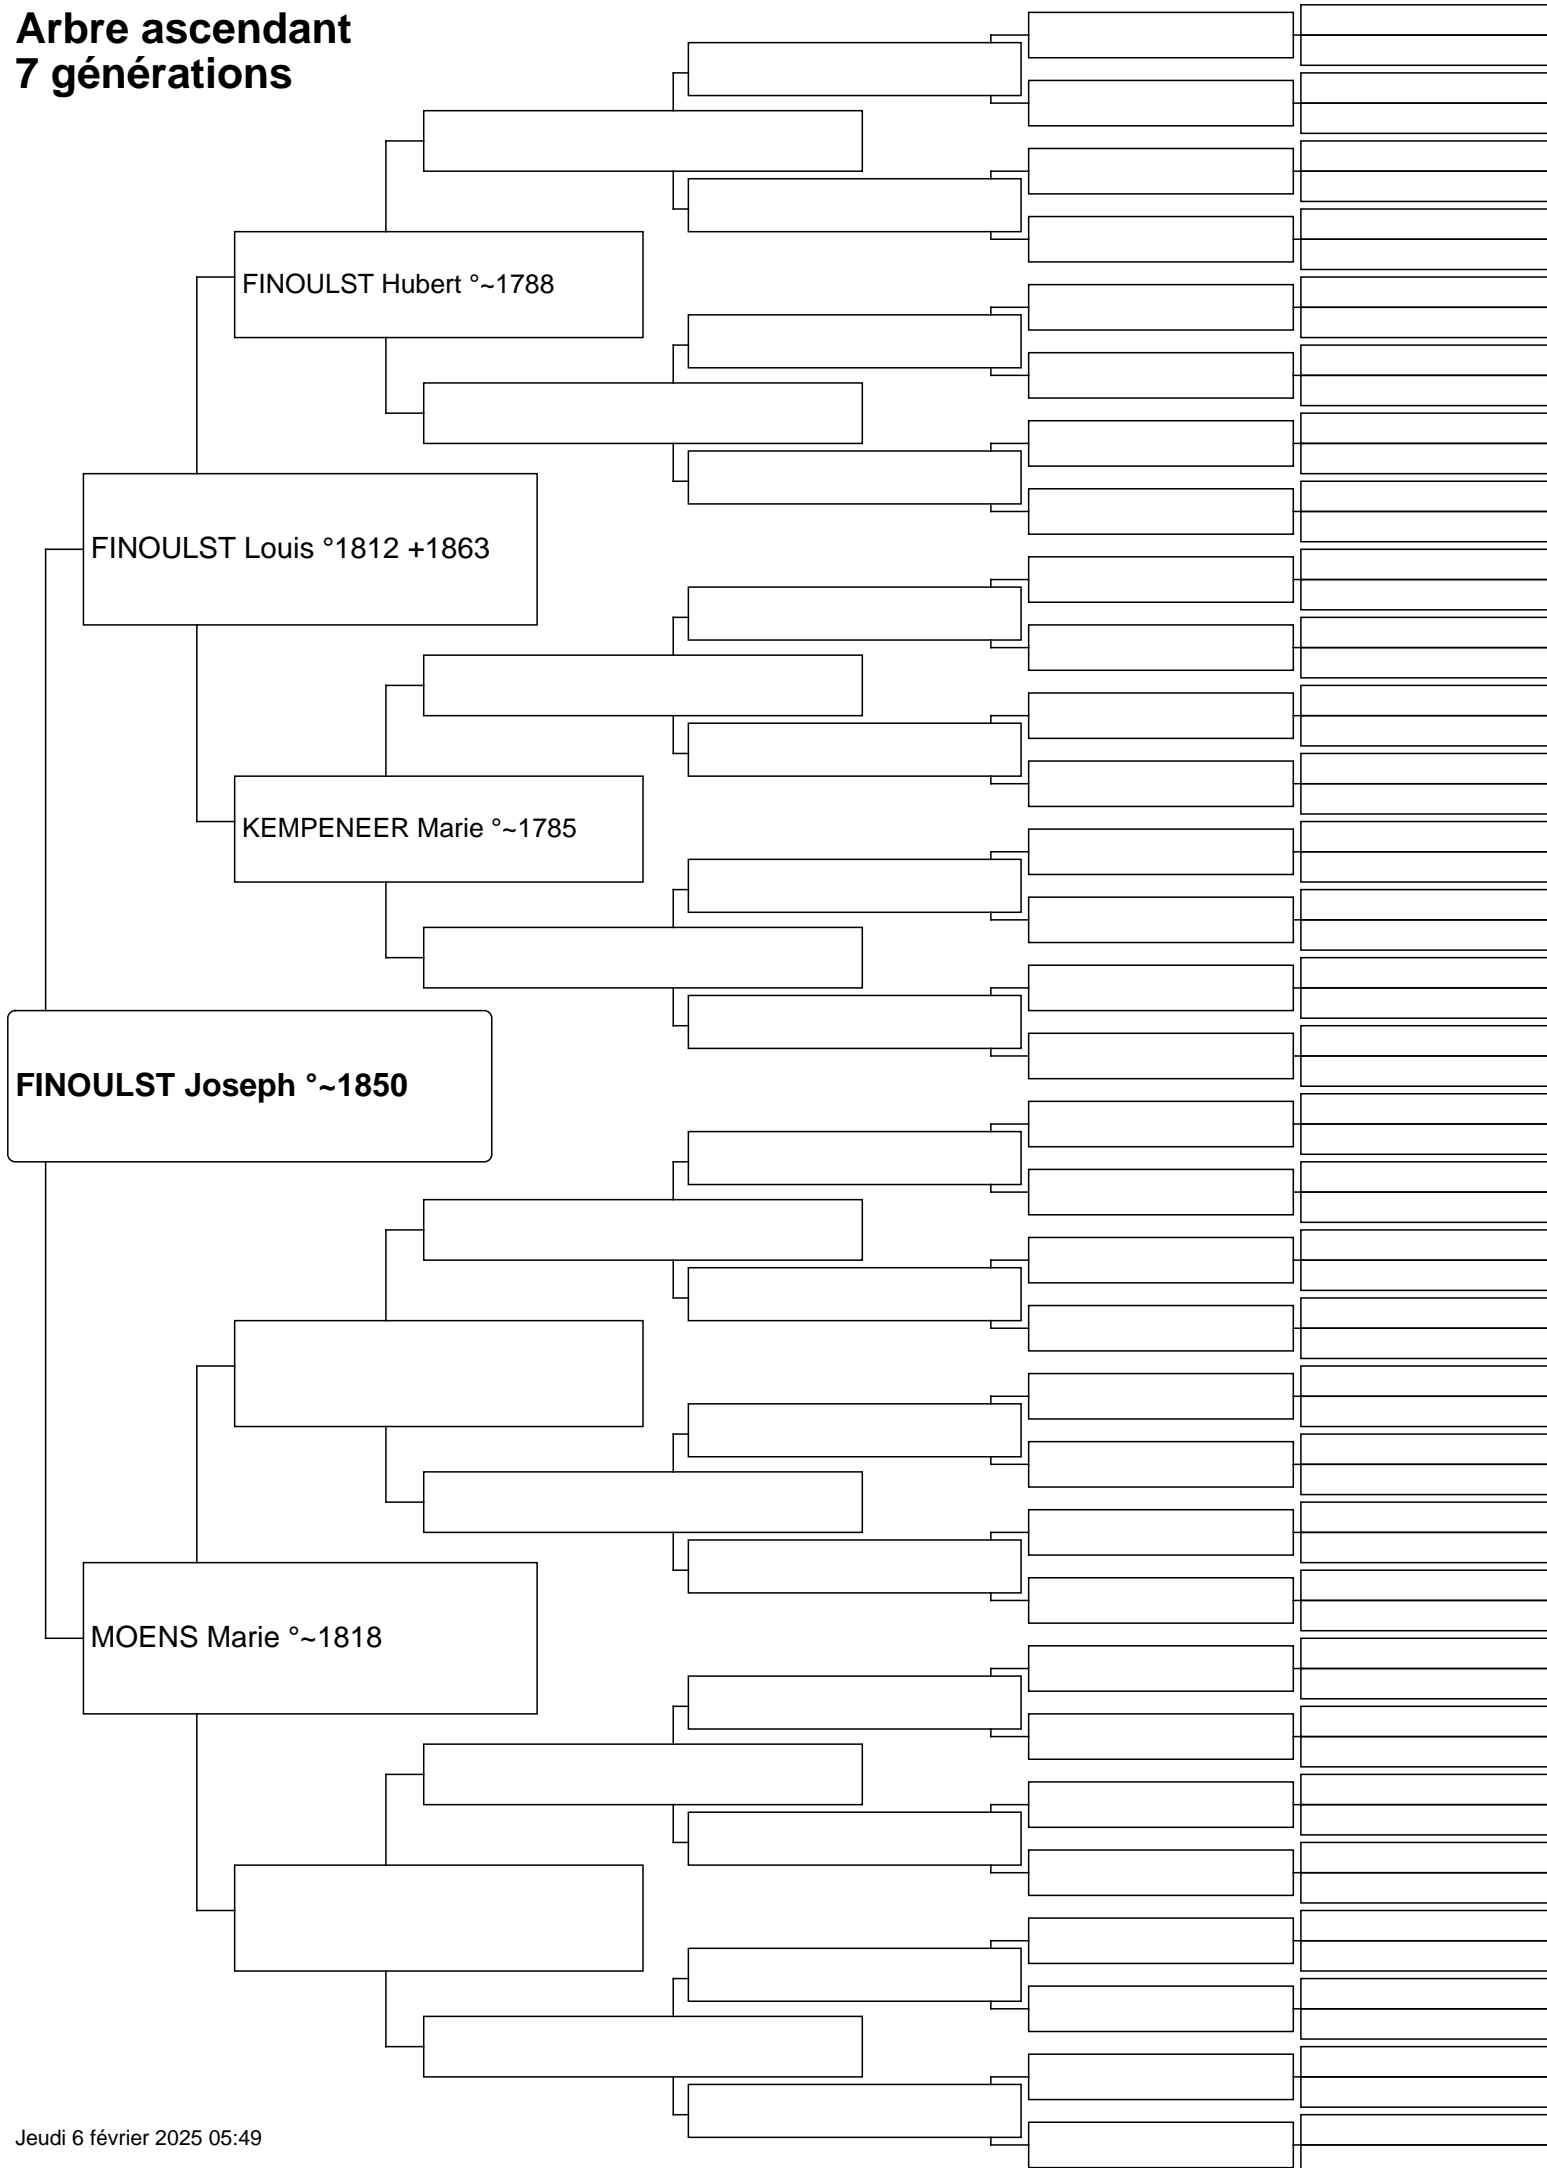 Arbre ascendant
7 générations
FINOULST Hubert °~1788
FINOULST Louis °1812 +1863
KEMPENEER Marie °~1785
FINOULST Joseph °~1850
MOENS Marie °~1818
Jeudi 6 février 2025 05:49